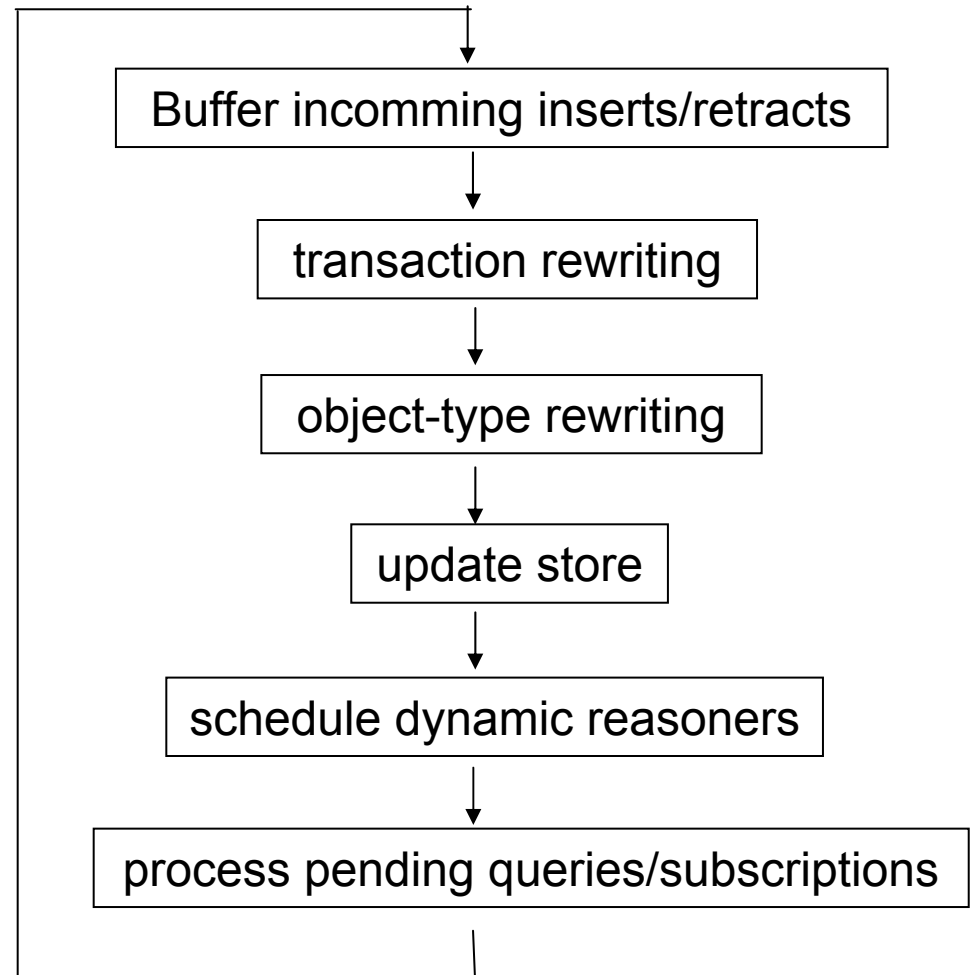 Buffer incomming inserts/retracts
transaction rewriting
object-type rewriting
update store
schedule dynamic reasoners
process pending queries/subscriptions